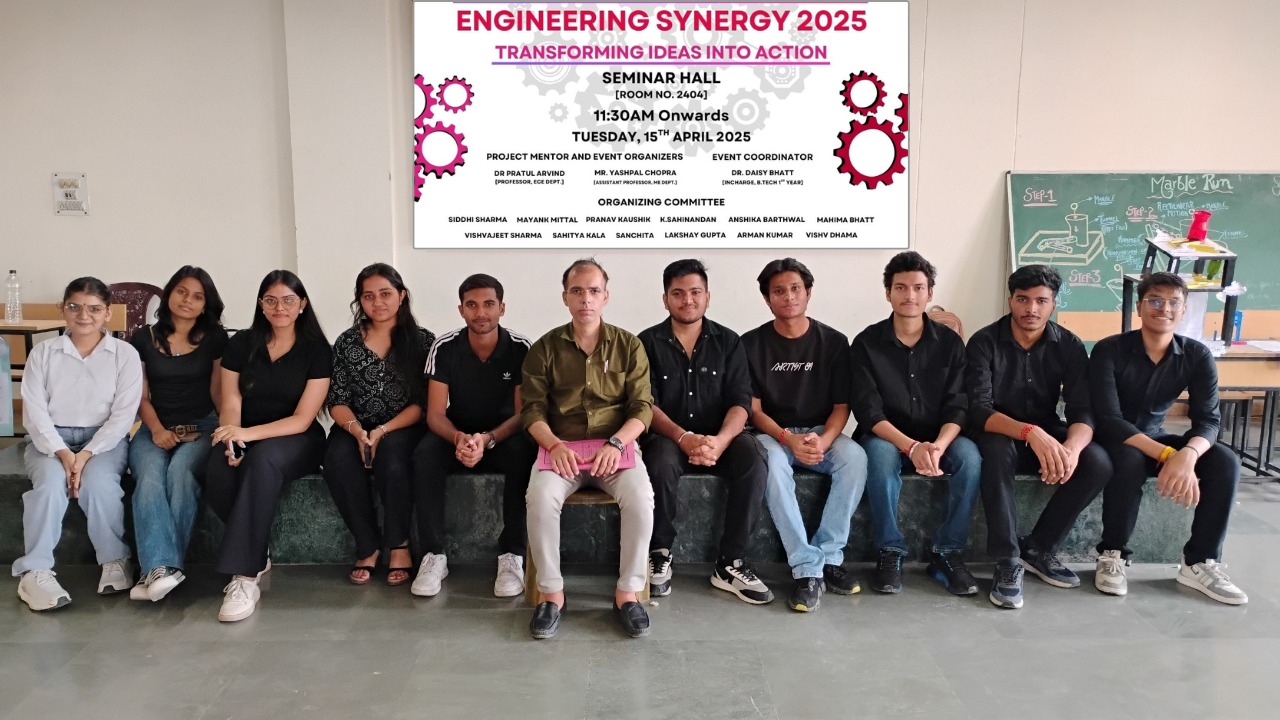 ENGINEERING SYNERGY 2025
TRANSFORMING IDEAS INTO ACTION
SEMINAR HALL
[ROOM NO. 2404]
11:30AM Onwards
TUESDAY, 15TH APRIL 2025
PROJECT MENTOR AND EVENT ORGANIZERS EVENT COORDINATOR
DR PRATUL ARVIND MR. YASHPAL CHOPRA DR. DAISY BHATT
[PROFESSOR, ECE DEPT.] [ASSISTANT PROFESSOR, ME DEPT.] [INCHARGE, B.TECH 1ST YEAR]
ORGANIZING COMMITTEE
SIDDHI SHARMA MAYANK MITTAL PRANAV KAUSHIK K.SAHINANDAN ANSHIKA BARTHWAL MAHIMA BHATT
VISHVAJEET SHARMA SAHITYA KALA SANCHITA LAKSHAY GUPTA ARMAN KUMAR VISHV DHAMA
Marble Run
STEP-1
MARBLE
STEP-2
MOTION
STEP-3
adidas
ARTIST